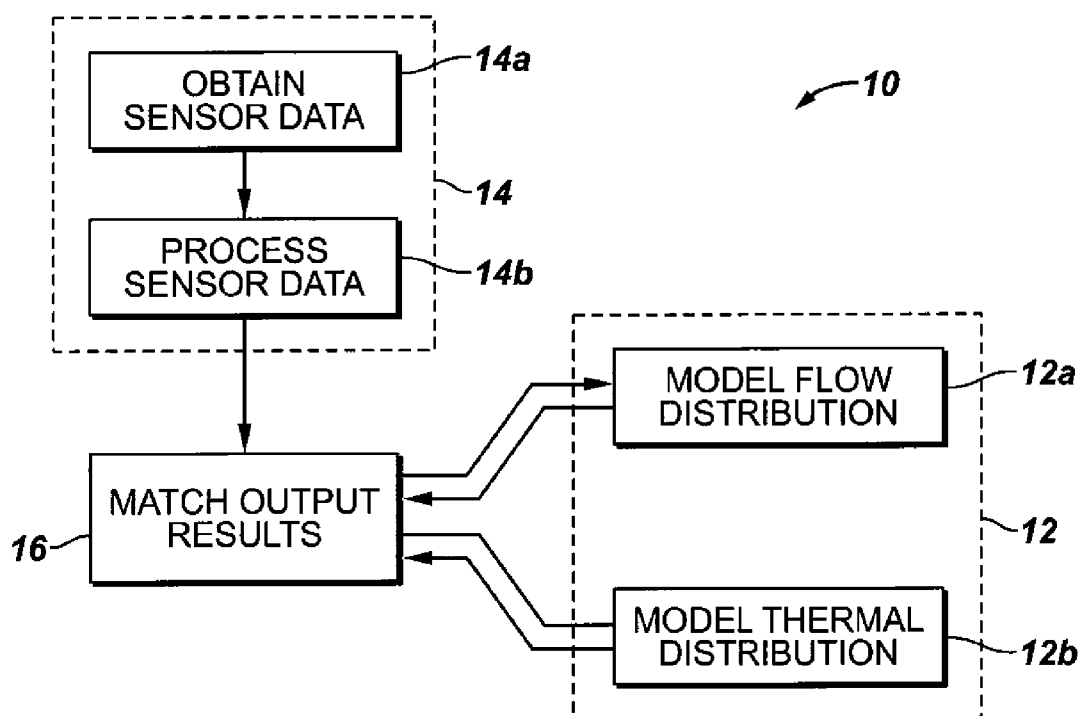 OBTAIN
SENSOR DATA
14a
10
14
PROCESS
SENSOR DATA
14b
MODEL FLOW
DISTRIBUTION
12a
MATCH OUTPUT
RESULTS
16
12
MODEL THERMAL
DISTRIBUTION
12b